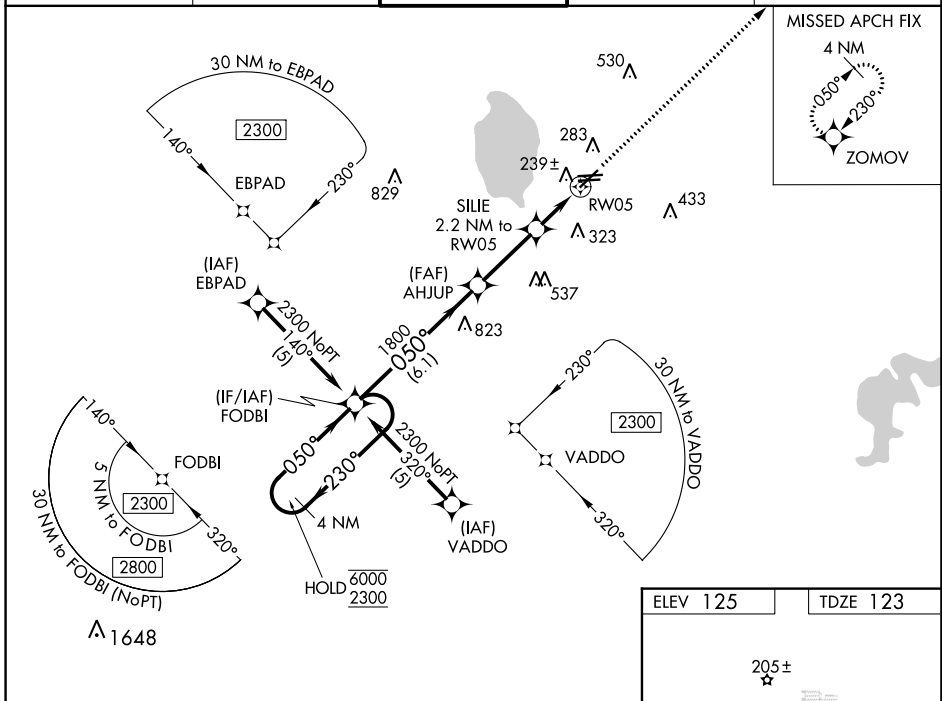 MISSED APCH FIX
4 NM
050°
230°
ZOMOV
30 NM to EBPAD
2300
140°
230°
EBPAD
530
283
239±
829
RW05
433
SILIE
2.2 NM to
RW05
323
(FAF)
AHJUP
537
823
(IAF)
EBPAD
2300 NoPT
140°
(5)
1800
050°
(6.1)
(IF/IAF)
FODBI
050°
230°
4 NM
HOLD 6000
2300
2300 NoPT
320°
(5)
(IAF)
VADDO
230°
30 NM to VADDO
2300
VADDO
320°
140°
FODBI
2300
5 NM to FODBI
320°
2800
30 NM to FODBI (NoPT)
1648
ELEV 125
TDZE 123
205±